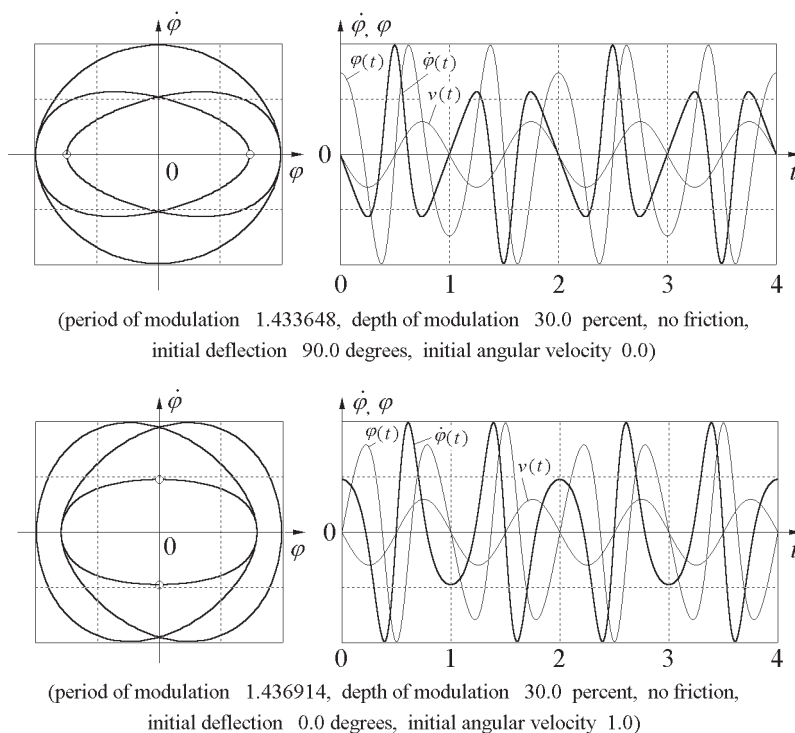 φ̇
φ̇, φ
φ(t)
φ̇(t)
v(t)
0
φ
0
t
0 1 2 3 4
(period of modulation 1.433648, depth of modulation 30.0 percent, no friction,
initial deflection 90.0 degrees, initial angular velocity 0.0)
φ̇
φ̇, φ
φ(t)
φ̇(t)
v(t)
0
φ
0
t
0 1 2 3 4
(period of modulation 1.436914, depth of modulation 30.0 percent, no friction,
initial deflection 0.0 degrees, initial angular velocity 1.0)